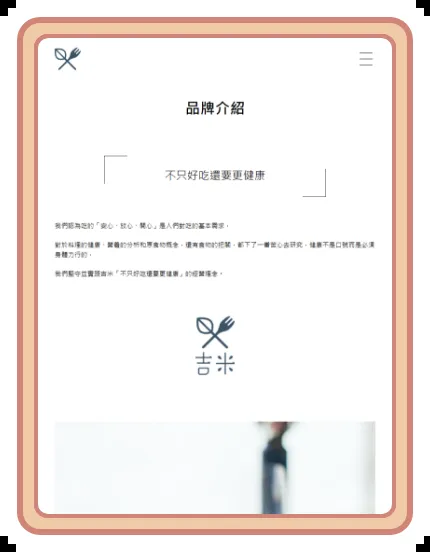 品牌介紹
不只好吃還要更健康
我們認為吃的「安心、放心、開心」是人們對吃的基本需求，
對於料理的健康、營養的分析和原食物概念，還有食物的把關，都下了一番苦心去研究，健康不是口號而是必須
身體力行的，
我們堅守並實踐吉米「不只好吃還要更健康」的經營理念。
吉米